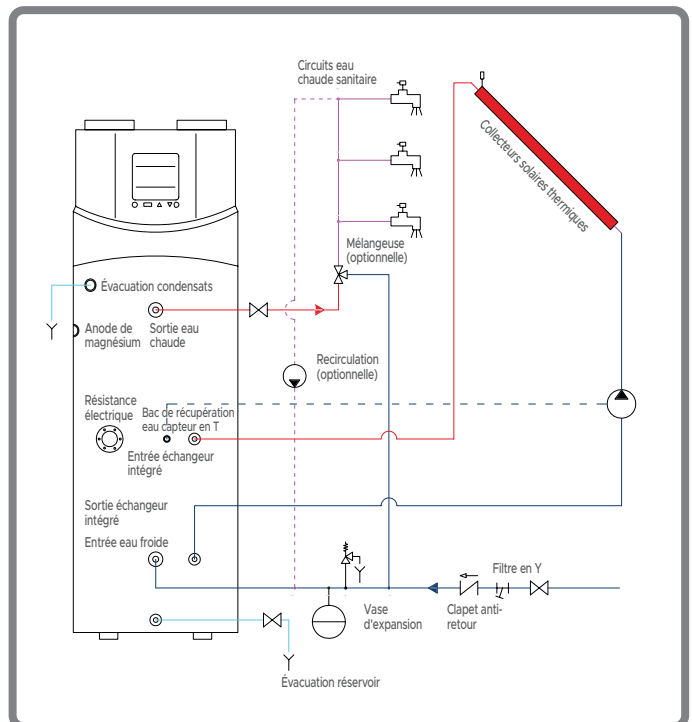 Circuits eau
chaude sanitaire
Collecteurs solaires thermiques
Mélangeuse
(optionnelle)
Évacuation condensats
Anode de
magnésium
Sortie eau
chaude
Recirculation
(optionnelle)
Résistance
électrique
Bac de récupération
eau capteur en T
Entrée échangeur
intégré
Sortie échangeur
intégré
Entrée eau froide
Filtre en Y
Vase
d'expansion
Clapet anti-
retour
Évacuation réservoir